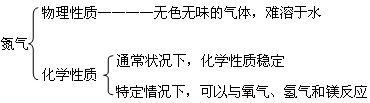 物理性质————无色无味的气体，难溶于水
氮气
通常状况下，化学性质稳定
化学性质
特定情况下，可以与氧气、氢气和镁反应